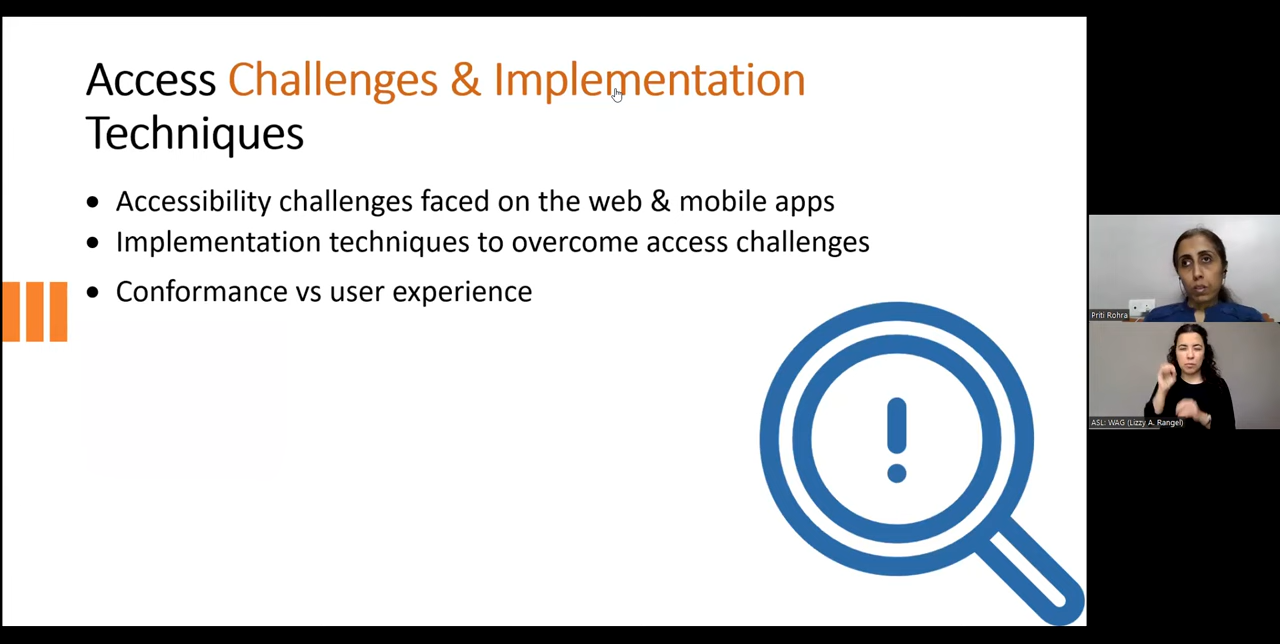 Access Challenges & Implementation
Techniques
• Accessibility challenges faced on the web & mobile apps
• Implementation techniques to overcome access challenges
• Conformance vs user experience
Priti Rohra
ASL: WAG (Lizzy A. Rangel)